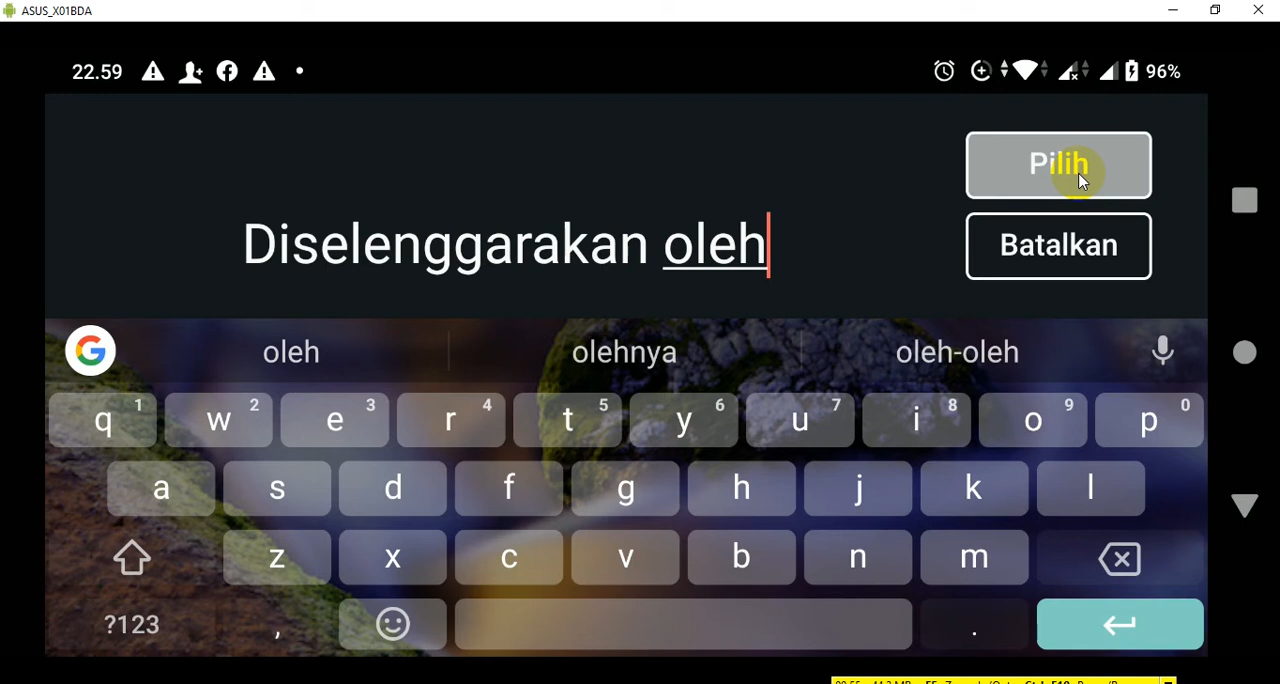 ASUS_X01BDA
22.59 96%
Pilih
Diselenggarakan oleh
Batalkan
G oleh olehnya oleh-oleh
q 1 w 2 e 3 r 4 t 5 y 6 u 7 i 8 o 9 p 0
a s d f g h j k l
z x c v b n m
?123 , .